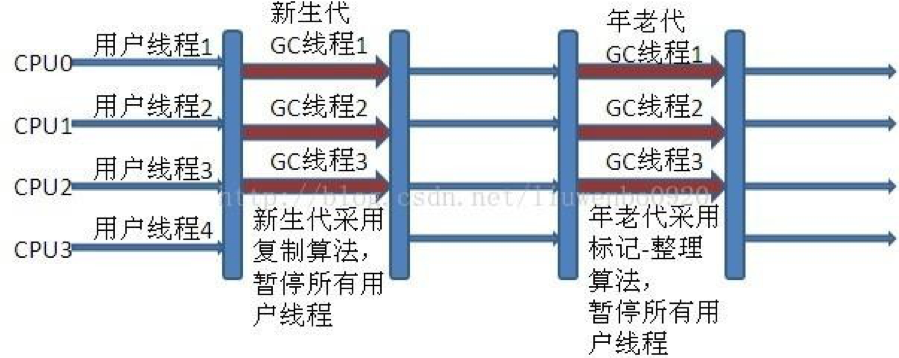 新生代
年老代
CPU0
用户线程1
GC线程1
GC线程1
CPU1
用户线程2
GC线程2
GC线程2
CPU2
用户线程3
GC线程3
GC线程3
http://blog.csdn.net/liuwenbo0920
CPU3
用户线程4
新生代采用
复制算法，
暂停所有用
户线程
年老代采用
标记-整理
算法，
暂停所有用
户线程